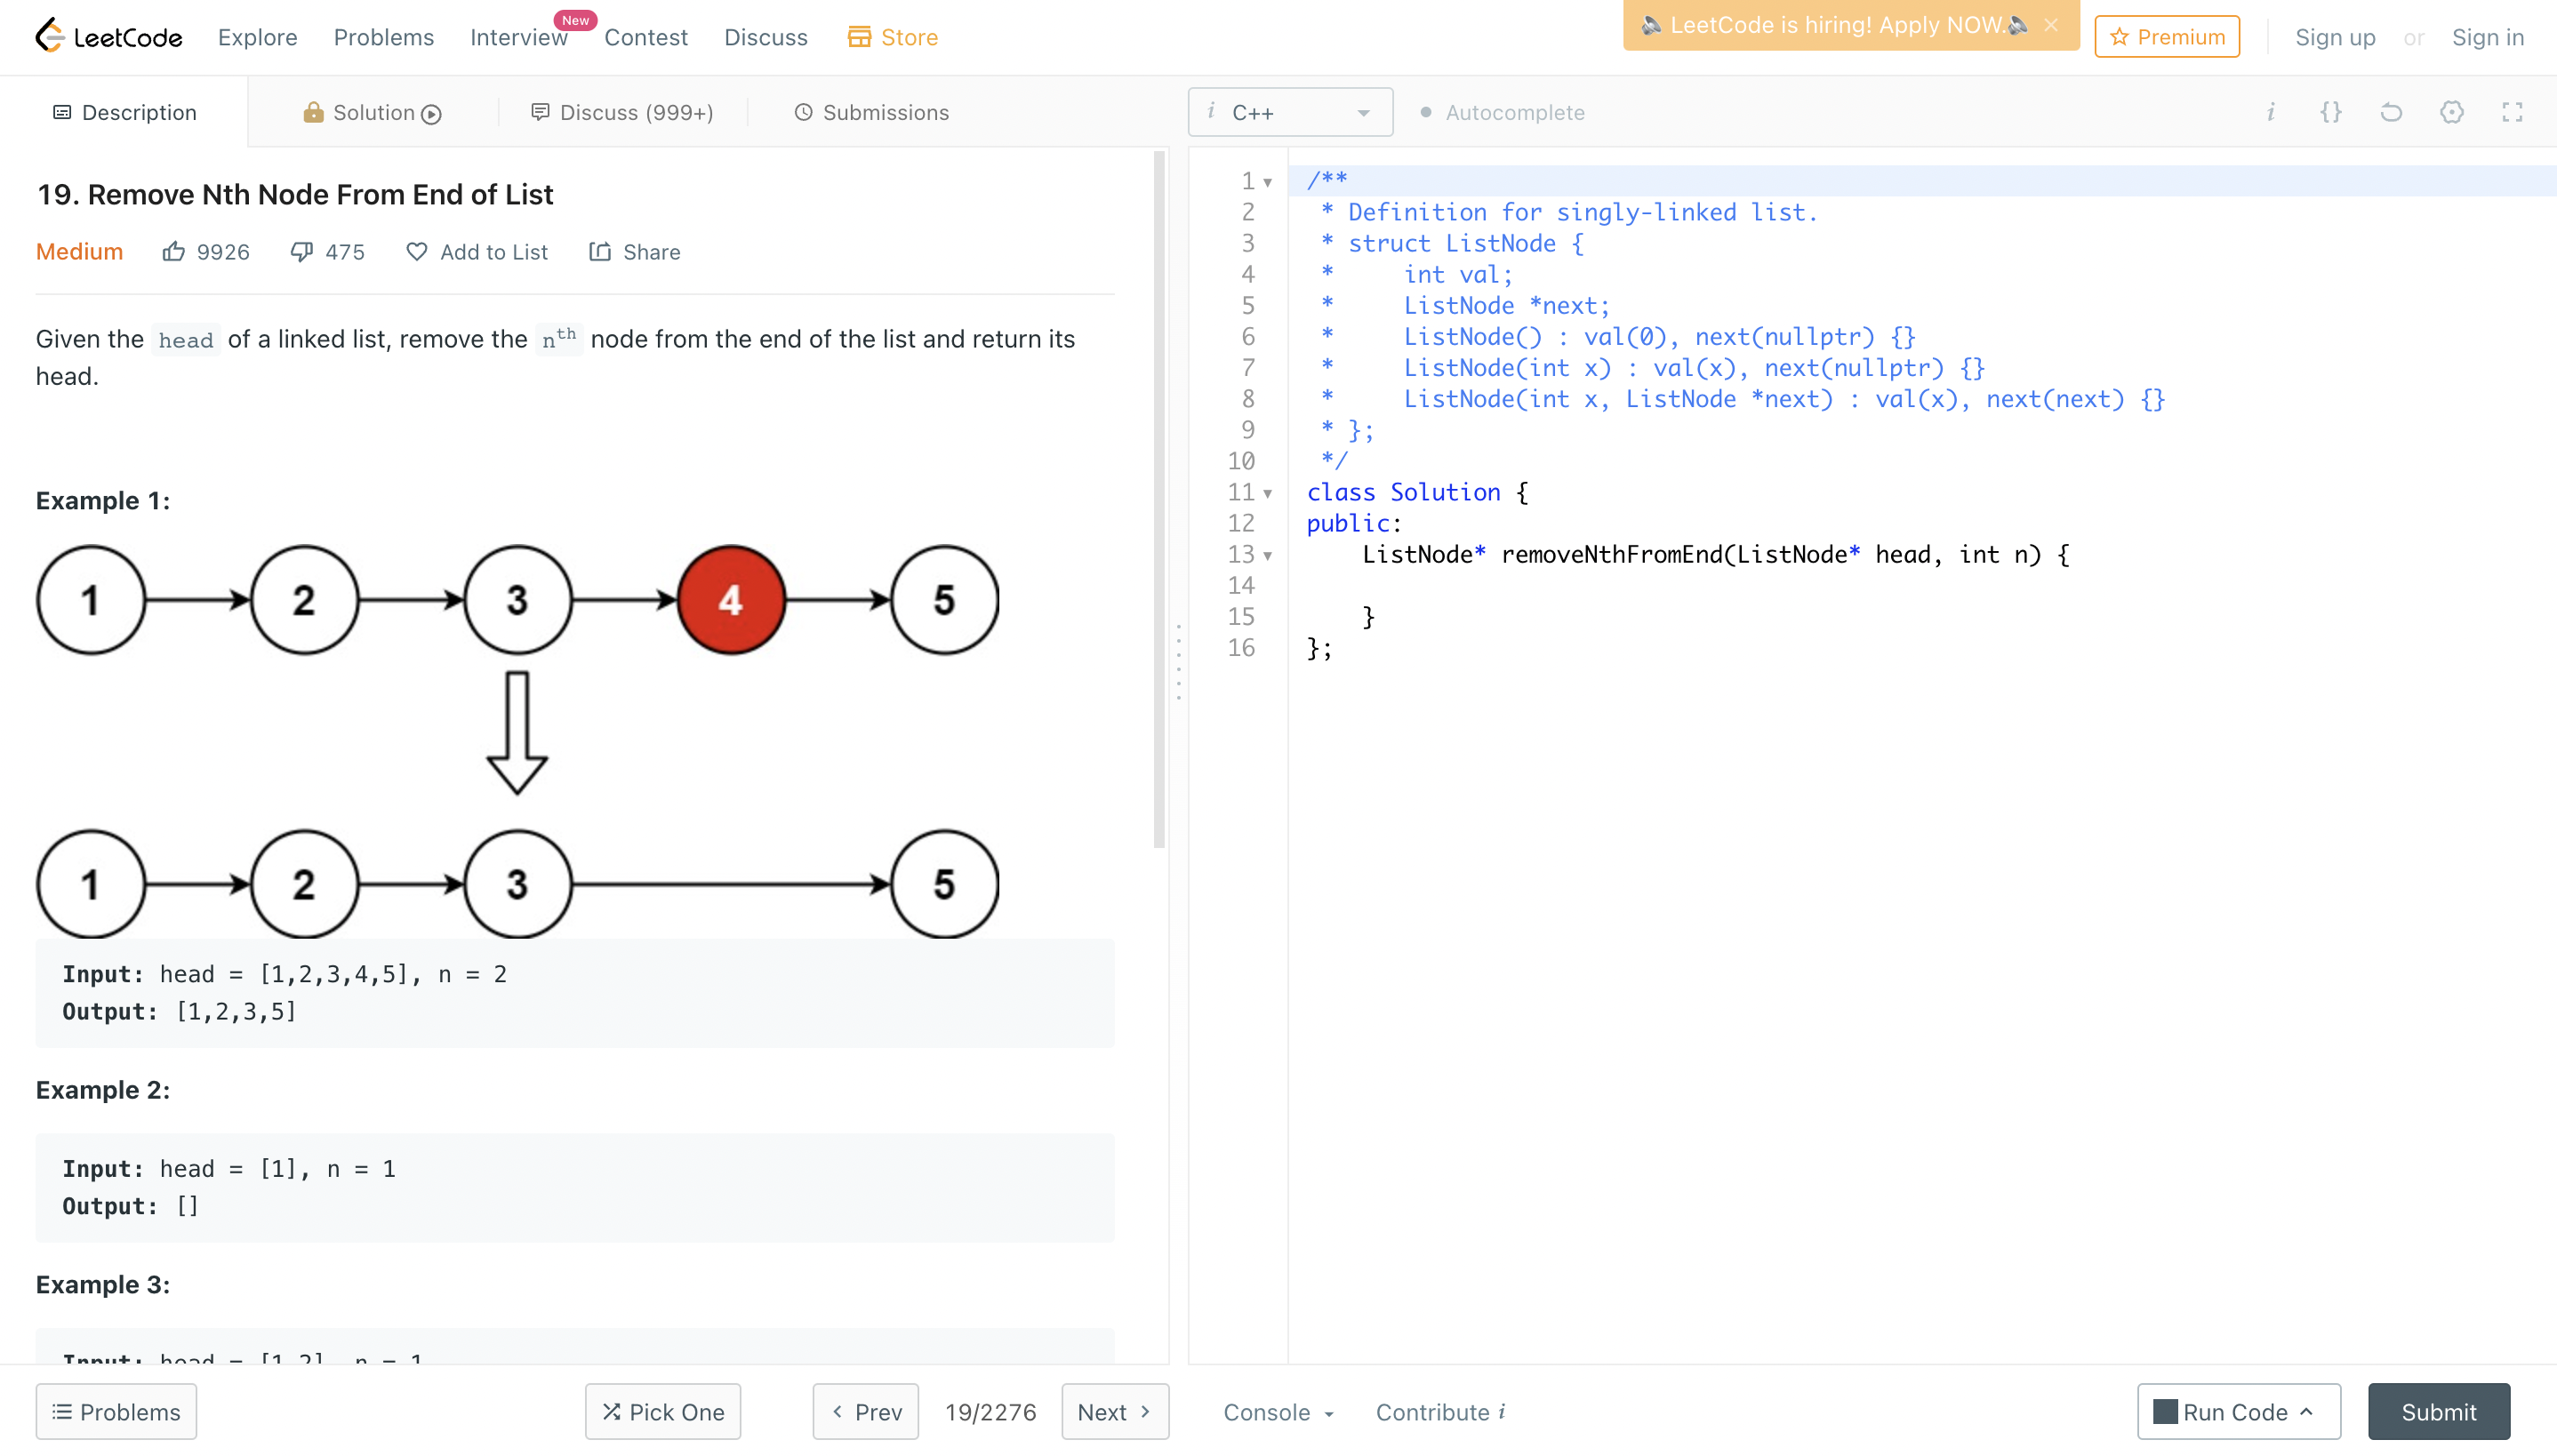 LeetCode Explore Problems Interview New Contest Discuss Store LeetCode is hiring! Apply NOW. × Premium Sign up or Sign in
Description Solution Discuss (999+) Submissions
i C++ Autocomplete i {}
19. Remove Nth Node From End of List
Medium 9926 475 Add to List Share
Given the head of a linked list, remove the nth node from the end of the list and return its
head.
Example 1:
1 2 3 4 5
1 2 3 5
Input: head = [1,2,3,4,5], n = 2
Output: [1,2,3,5]
Example 2:
Input: head = [1], n = 1
Output: []
Example 3:
Input: head = [1,2], n = 1
1 /**
2  * Definition for singly-linked list.
3  * struct ListNode {
4  *     int val;
5  *     ListNode *next;
6  *     ListNode() : val(0), next(nullptr) {}
7  *     ListNode(int x) : val(x), next(nullptr) {}
8  *     ListNode(int x, ListNode *next) : val(x), next(next) {}
9  * };
10  */
11 class Solution {
12 public:
13     ListNode* removeNthFromEnd(ListNode* head, int n) {
14
15     }
16 };
Problems Pick One Prev 19/2276 Next Console Contribute i Run Code Submit